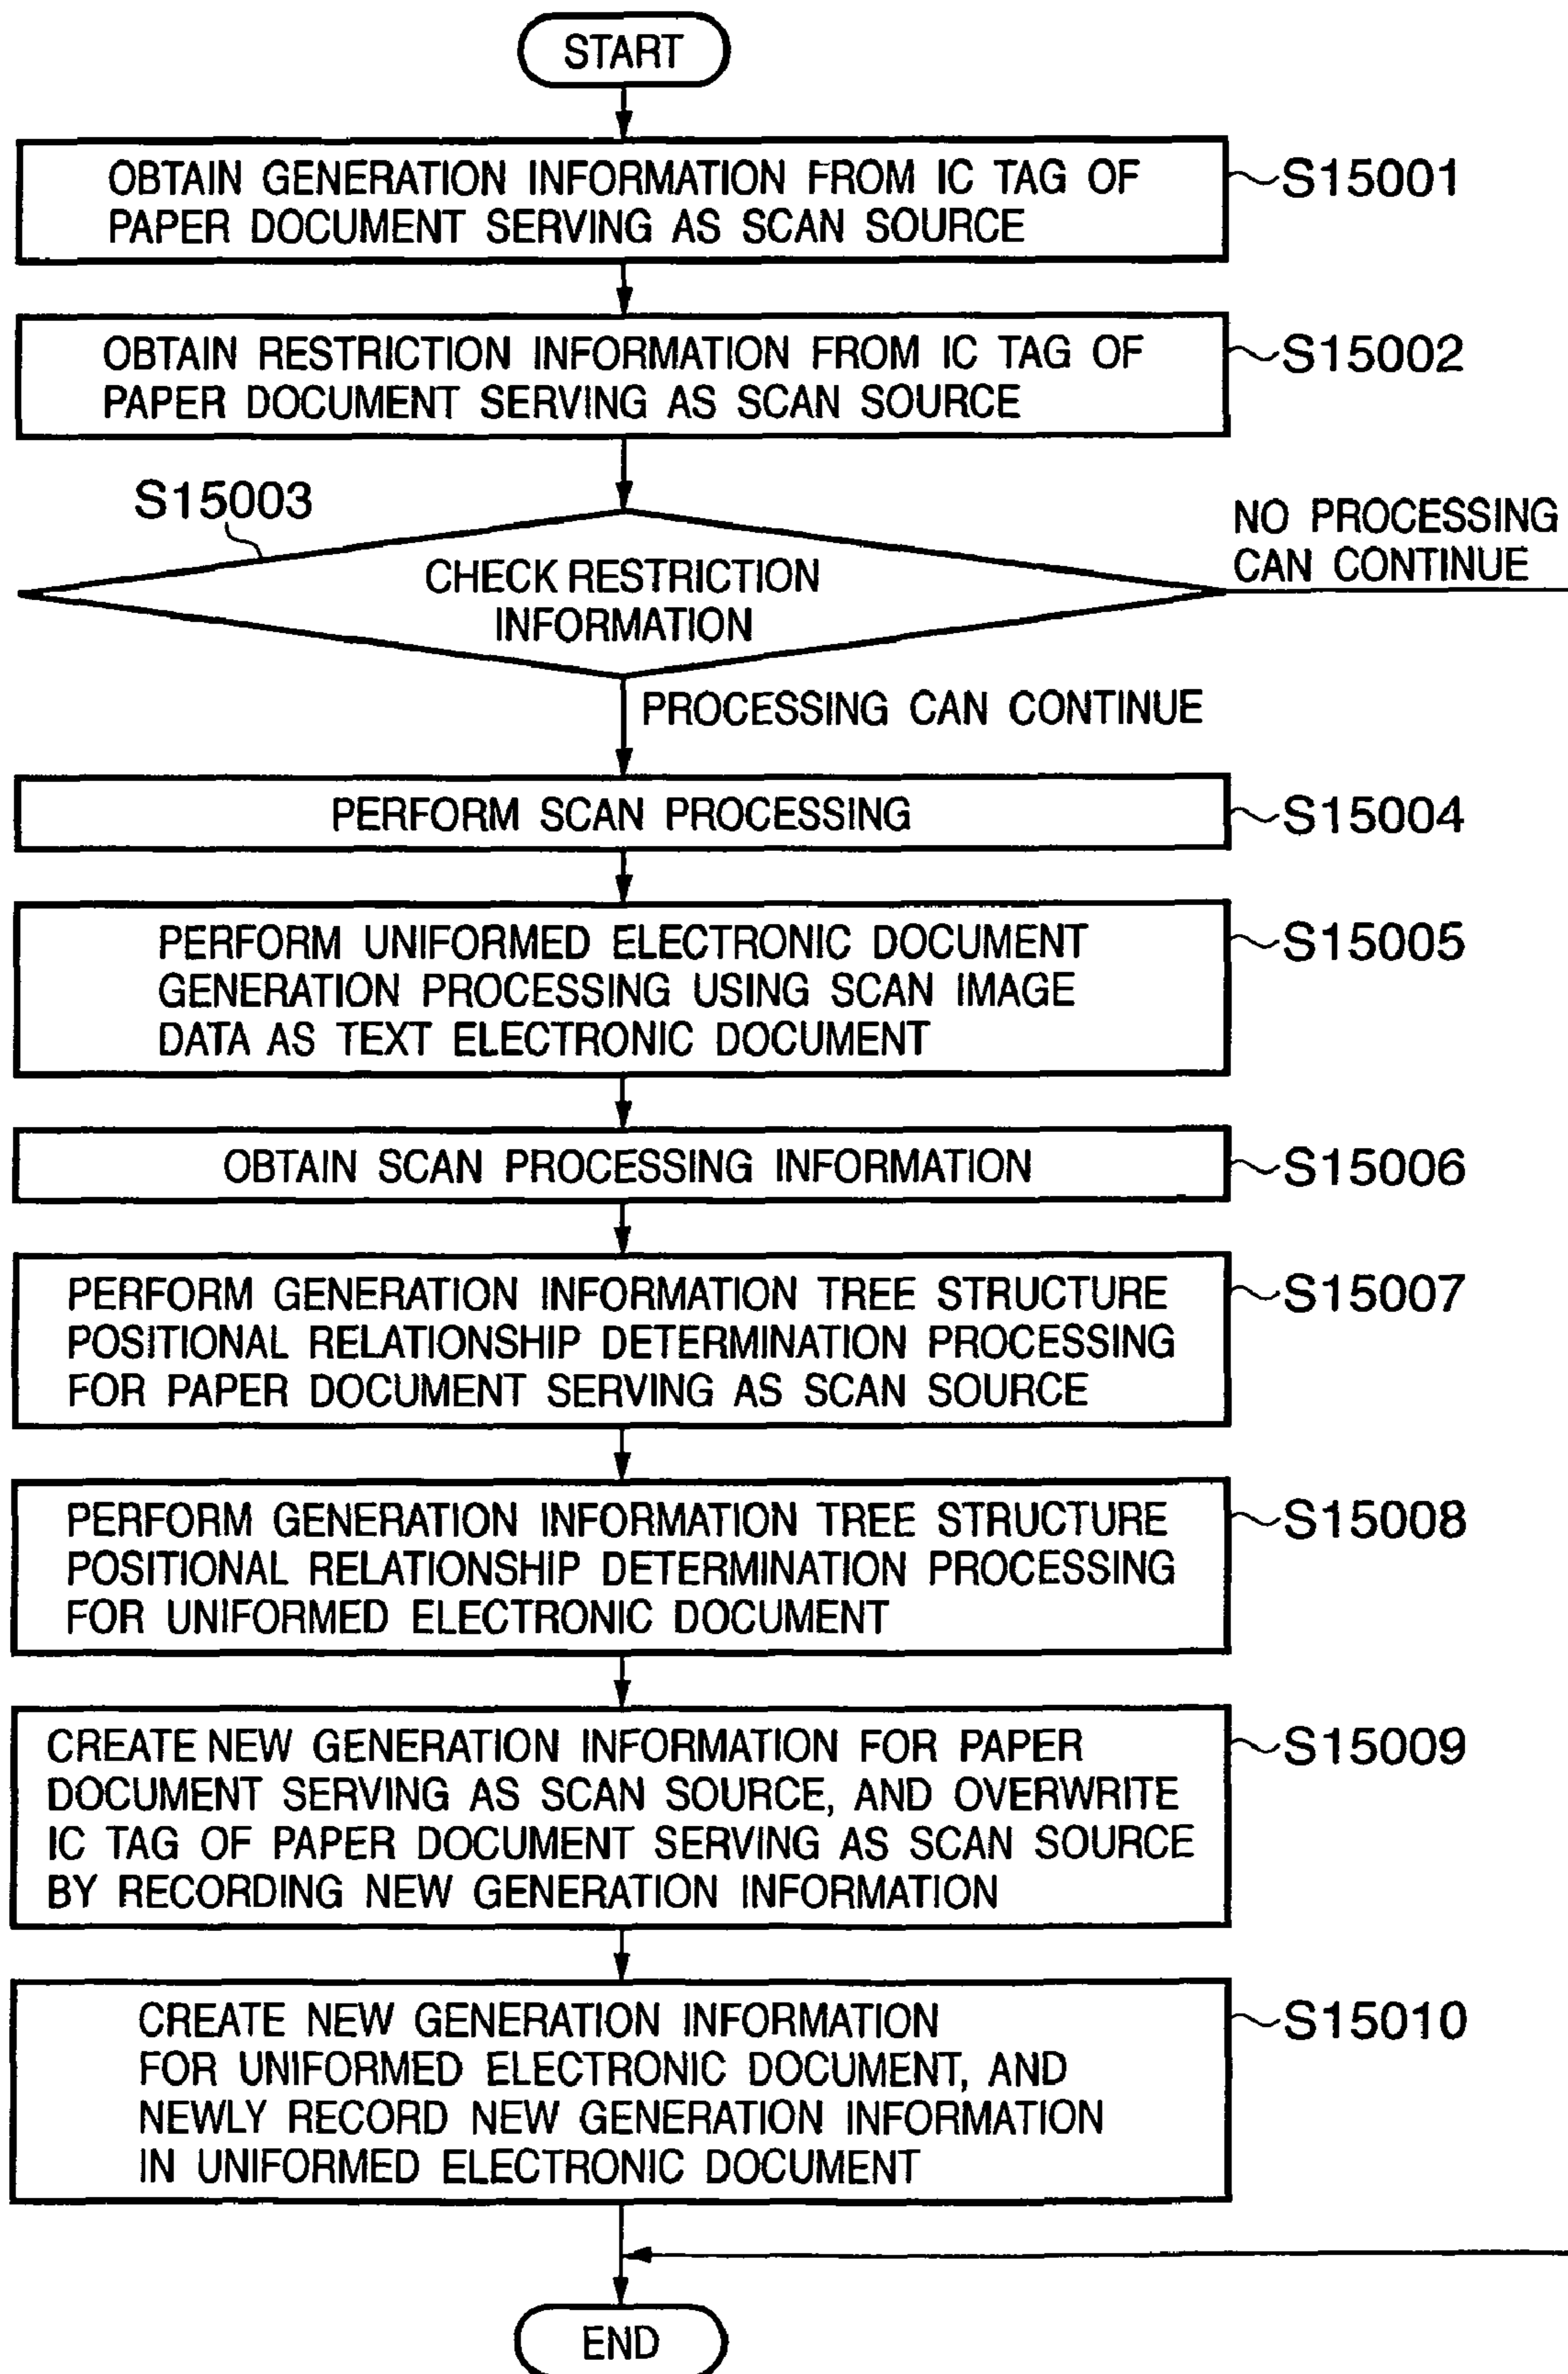 START
OBTAIN GENERATION INFORMATION FROM IC TAG OF
PAPER DOCUMENT SERVING AS SCAN SOURCE
S15001
OBTAIN RESTRICTION INFORMATION FROM IC TAG OF
PAPER DOCUMENT SERVING AS SCAN SOURCE
S15002
S15003
CHECK RESTRICTION
INFORMATION
NO PROCESSING
CAN CONTINUE
PROCESSING CAN CONTINUE
PERFORM SCAN PROCESSING
S15004
PERFORM UNIFORMED ELECTRONIC DOCUMENT
GENERATION PROCESSING USING SCAN IMAGE
DATA AS TEXT ELECTRONIC DOCUMENT
S15005
OBTAIN SCAN PROCESSING INFORMATION
S15006
PERFORM GENERATION INFORMATION TREE STRUCTURE
POSITIONAL RELATIONSHIP DETERMINATION PROCESSING
FOR PAPER DOCUMENT SERVING AS SCAN SOURCE
S15007
PERFORM GENERATION INFORMATION TREE STRUCTURE
POSITIONAL RELATIONSHIP DETERMINATION PROCESSING
FOR UNIFORMED ELECTRONIC DOCUMENT
S15008
CREATE NEW GENERATION INFORMATION FOR PAPER
DOCUMENT SERVING AS SCAN SOURCE, AND OVERWRITE
IC TAG OF PAPER DOCUMENT SERVING AS SCAN SOURCE
BY RECORDING NEW GENERATION INFORMATION
S15009
CREATE NEW GENERATION INFORMATION
FOR UNIFORMED ELECTRONIC DOCUMENT, AND
NEWLY RECORD NEW GENERATION INFORMATION
IN UNIFORMED ELECTRONIC DOCUMENT
S15010
END